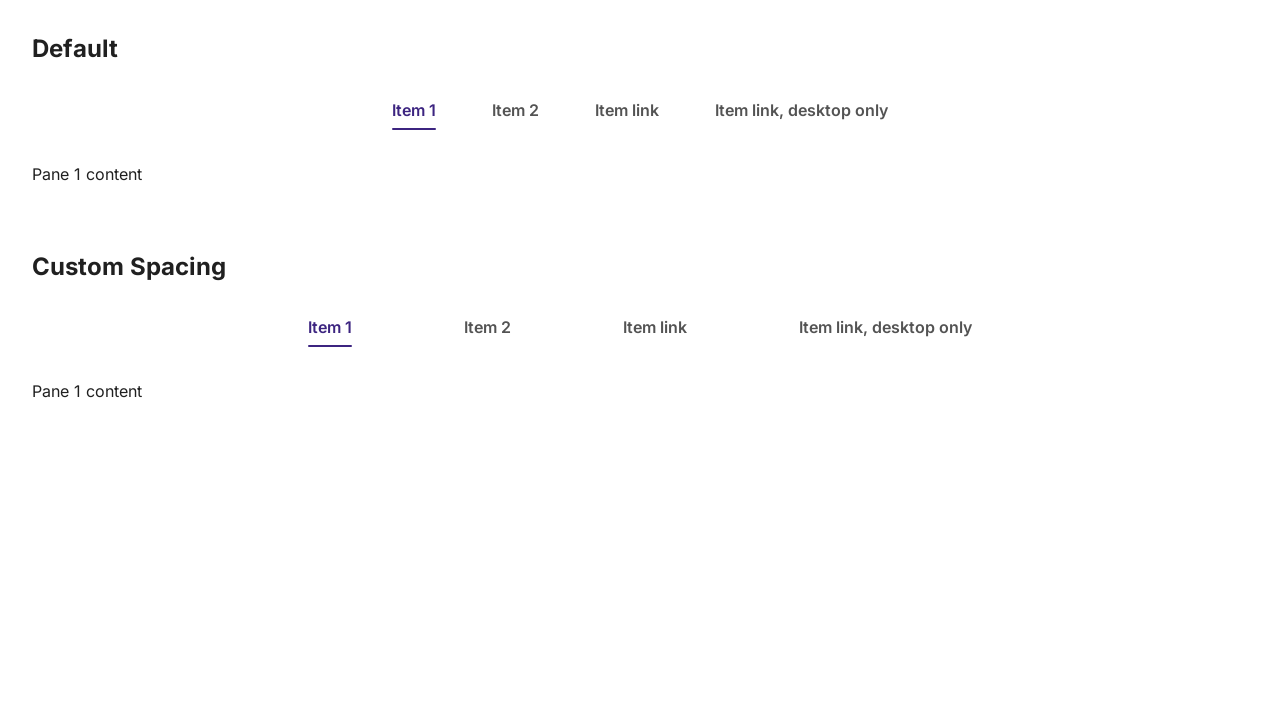 Default
Item 1 Item 2 Item link Item link, desktop only
Pane 1 content
Custom Spacing
Item 1 Item 2 Item link Item link, desktop only
Pane 1 content